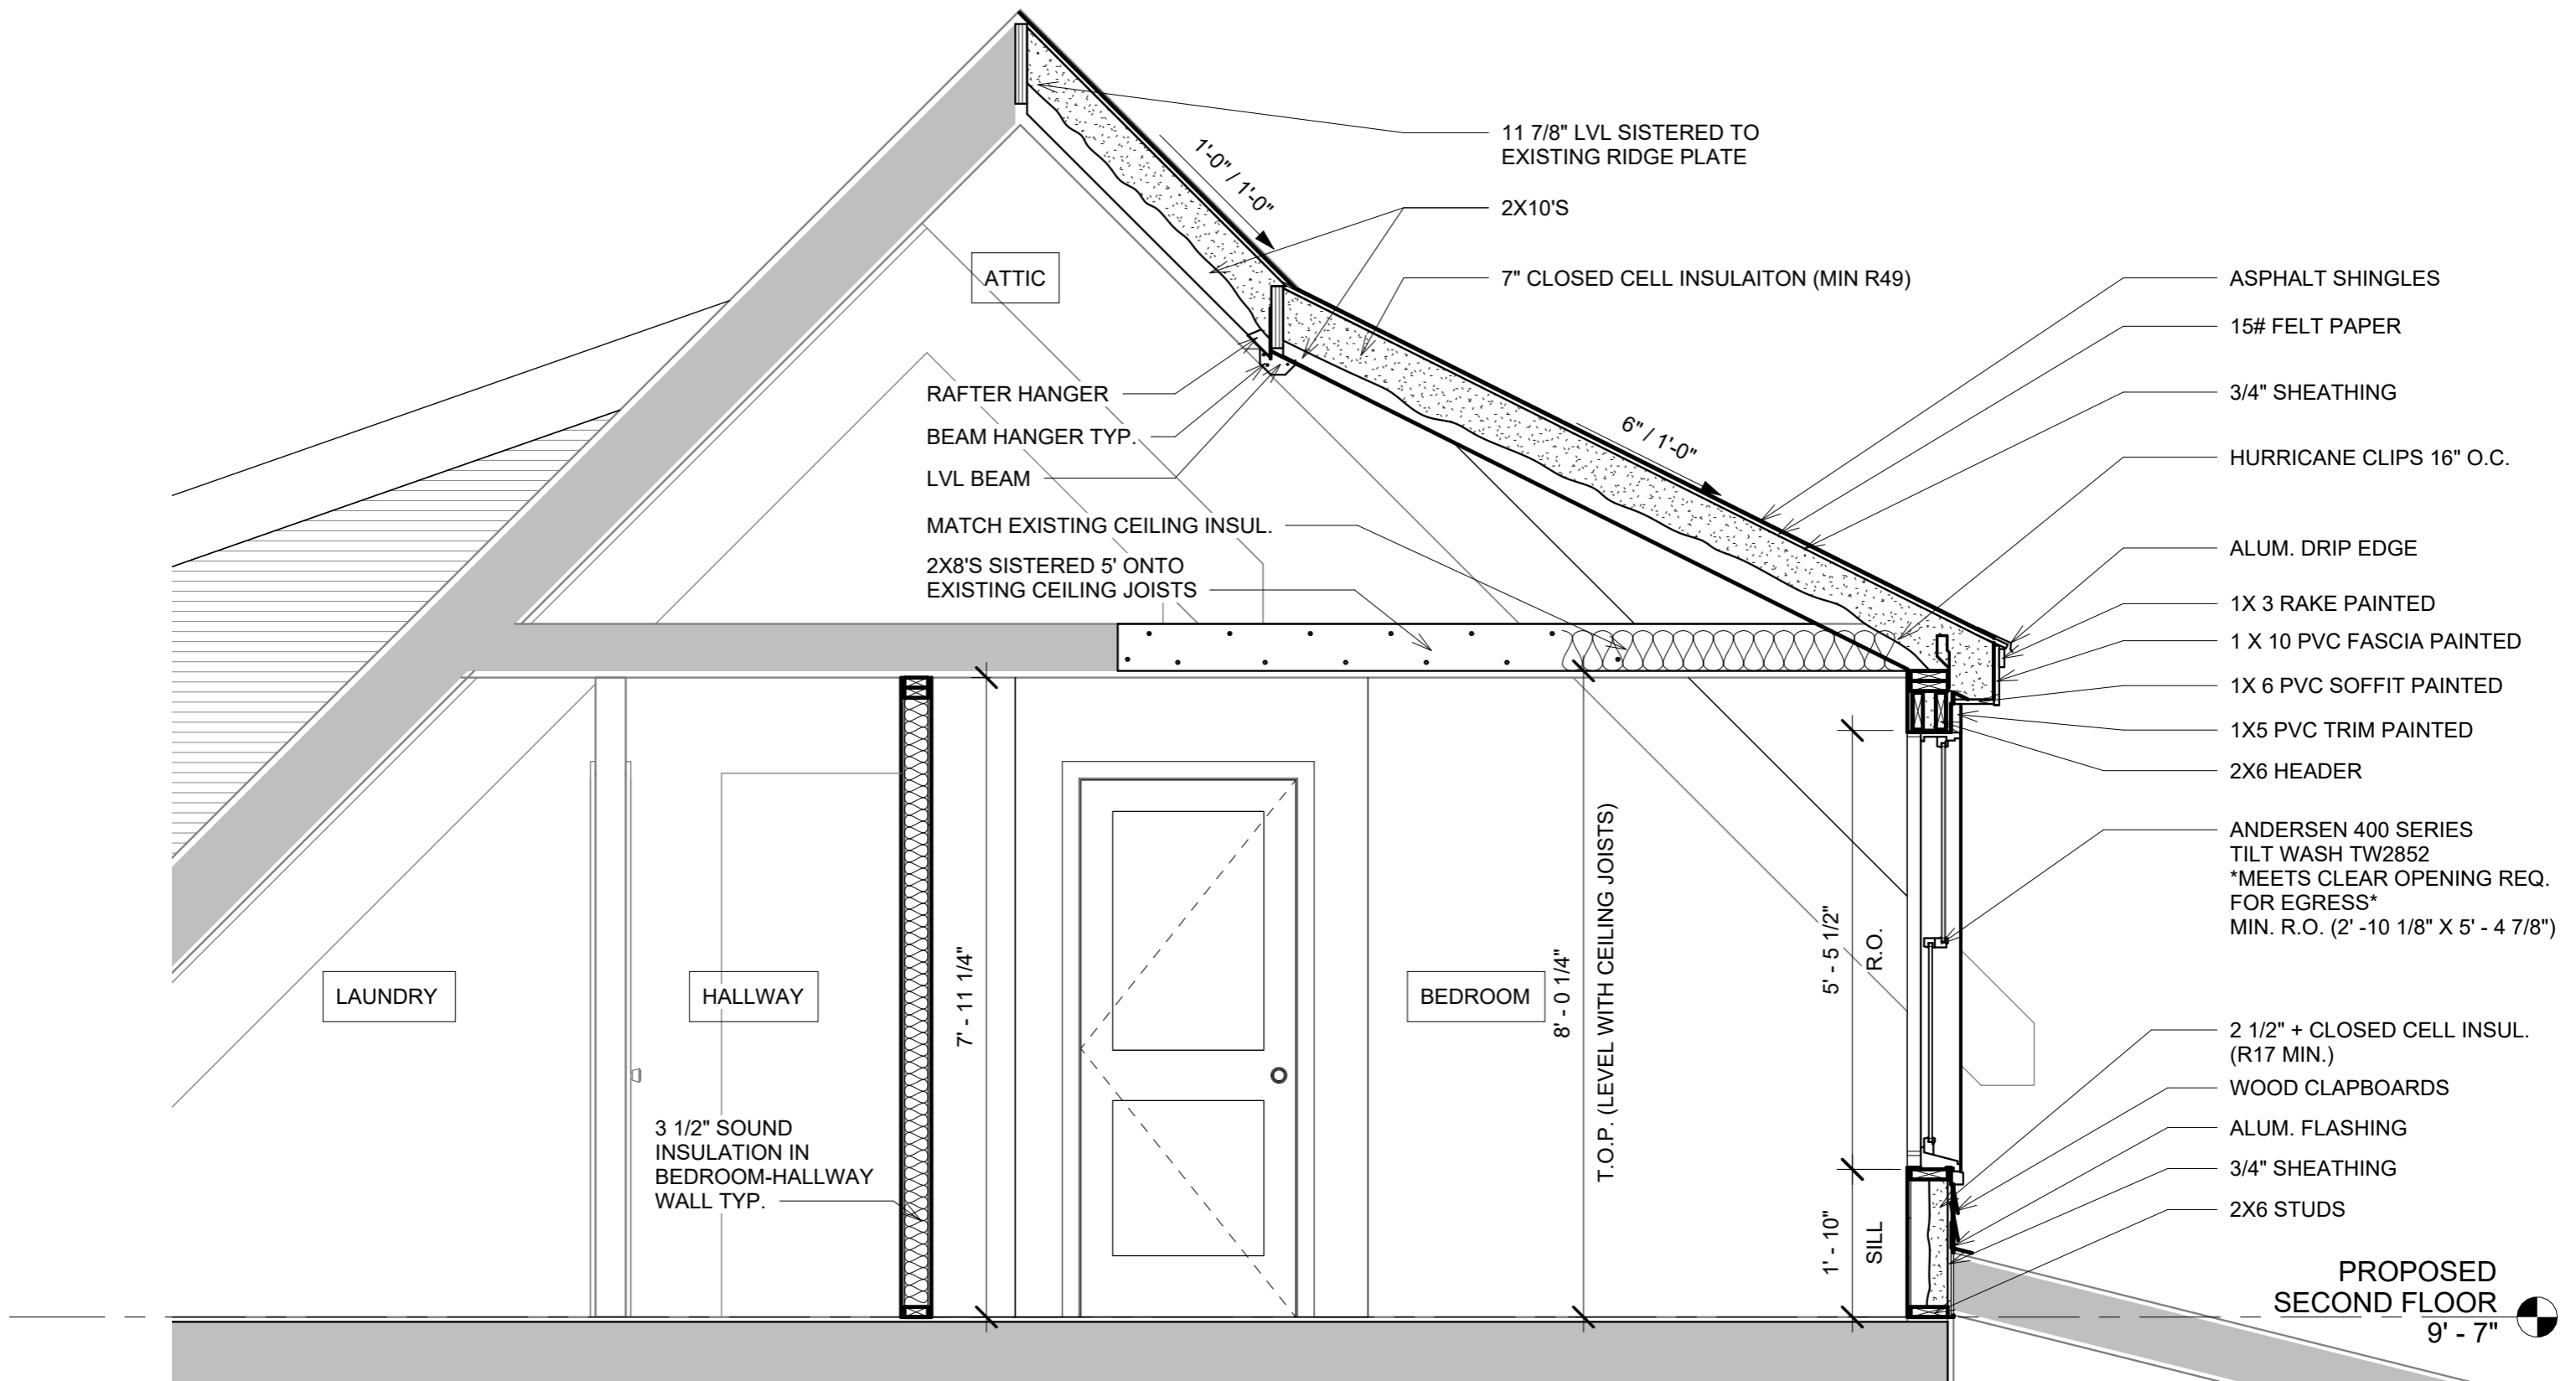 11 7/8" LVL SISTERED TO
EXISTING RIDGE PLATE
1'-0" / 1'-0"
2X10'S
ATTIC
7" CLOSED CELL INSULAITON (MIN R49)
ASPHALT SHINGLES
15# FELT PAPER
RAFTER HANGER
3/4" SHEATHING
BEAM HANGER TYP.
6" / 1'-0"
LVL BEAM
HURRICANE CLIPS 16" O.C.
MATCH EXISTING CEILING INSUL.
2X8'S SISTERED 5' ONTO
EXISTING CEILING JOISTS
ALUM. DRIP EDGE
1X 3 RAKE PAINTED
1 X 10 PVC FASCIA PAINTED
1X 6 PVC SOFFIT PAINTED
1X5 PVC TRIM PAINTED
2X6 HEADER
ANDERSEN 400 SERIES
TILT WASH TW2852
*MEETS CLEAR OPENING REQ.
FOR EGRESS*
MIN. R.O. (2' -10 1/8" X 5' - 4 7/8")
LAUNDRY
HALLWAY
7' - 11 1/4"
BEDROOM
8' - 0 1/4"
T.O.P. (LEVEL WITH CEILING JOISTS)
5' - 5 1/2"
R.O.
2 1/2" + CLOSED CELL INSUL.
(R17 MIN.)
WOOD CLAPBOARDS
ALUM. FLASHING
3/4" SHEATHING
2X6 STUDS
3 1/2" SOUND
INSULATION IN
BEDROOM-HALLWAY
WALL TYP.
1' - 10"
SILL
PROPOSED
SECOND FLOOR
9' - 7"